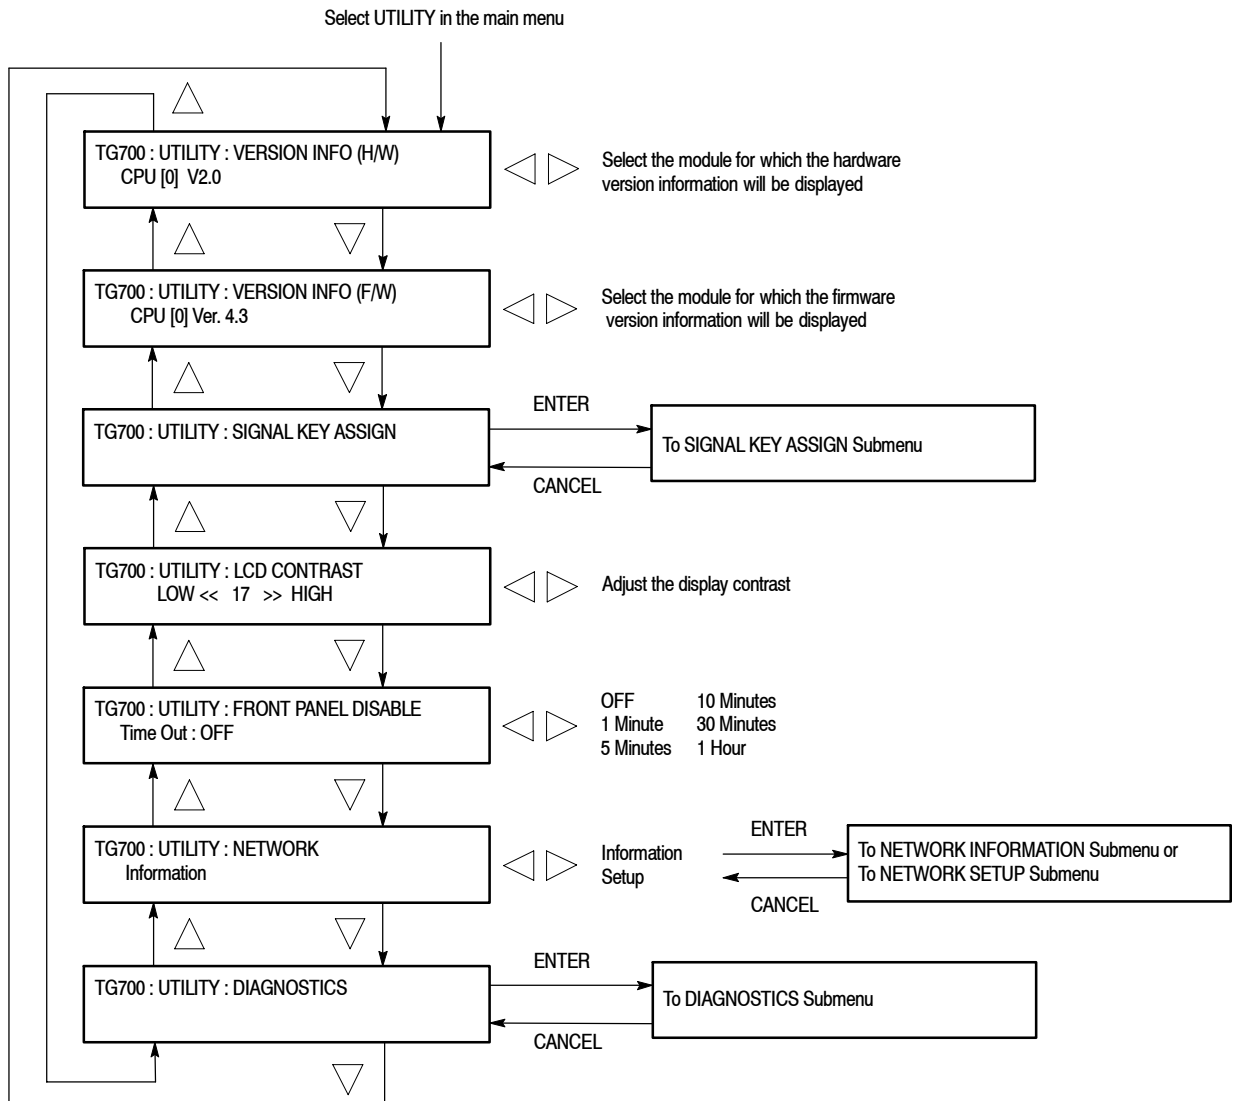 Select UTILITY in the main menu
TG700 : UTILITY : VERSION INFO (H/W)
CPU [0] V2.0
Select the module for which the hardware
version information will be displayed
TG700 : UTILITY : VERSION INFO (F/W)
CPU [0] Ver. 4.3
Select the module for which the firmware
version information will be displayed
TG700 : UTILITY : SIGNAL KEY ASSIGN
ENTER
CANCEL
To SIGNAL KEY ASSIGN Submenu
TG700 : UTILITY : LCD CONTRAST
LOW << 17 >> HIGH
Adjust the display contrast
TG700 : UTILITY : FRONT PANEL DISABLE
Time Out : OFF
OFF 10 Minutes
1 Minute 30 Minutes
5 Minutes 1 Hour
TG700 : UTILITY : NETWORK
Information
Information
Setup
ENTER
CANCEL
To NETWORK INFORMATION Submenu or
To NETWORK SETUP Submenu
TG700 : UTILITY : DIAGNOSTICS
ENTER
CANCEL
To DIAGNOSTICS Submenu